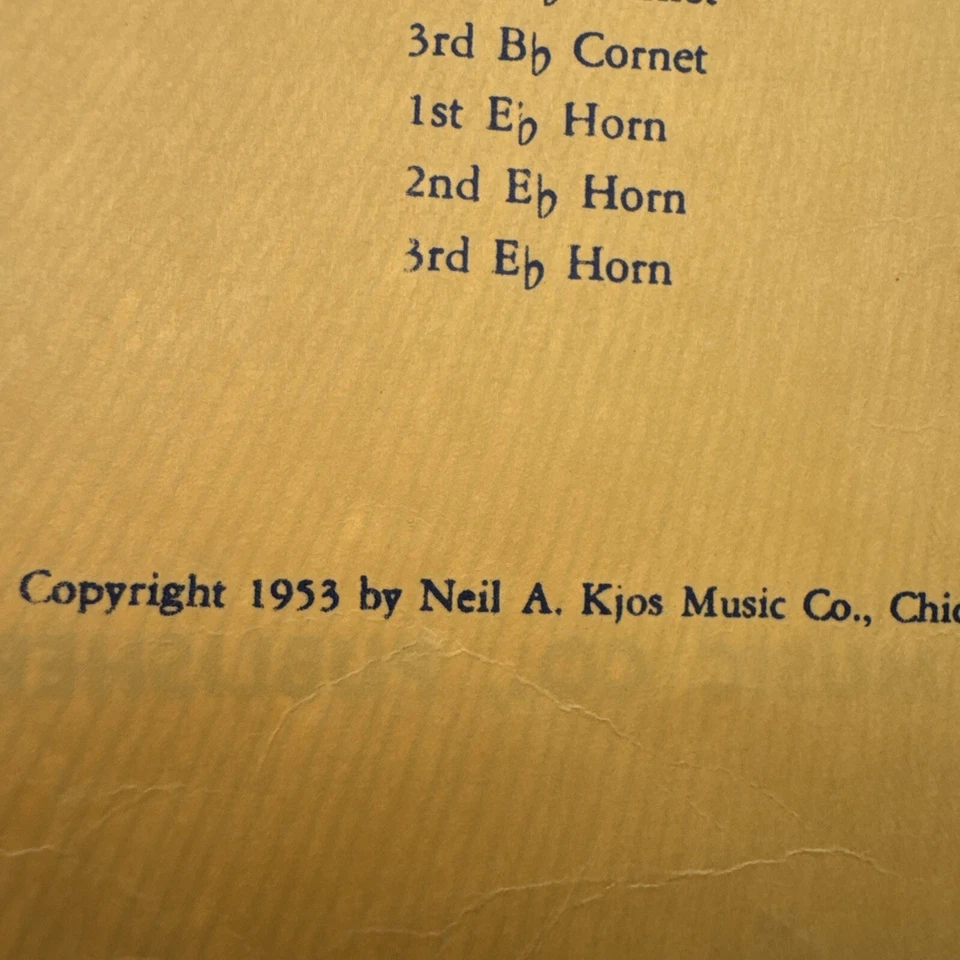 3rd B♭ Cornet
1st E♭ Horn
2nd E♭ Horn
3rd E♭ Horn
Copyright 1953 by Neil A. Kjos Music Co.,